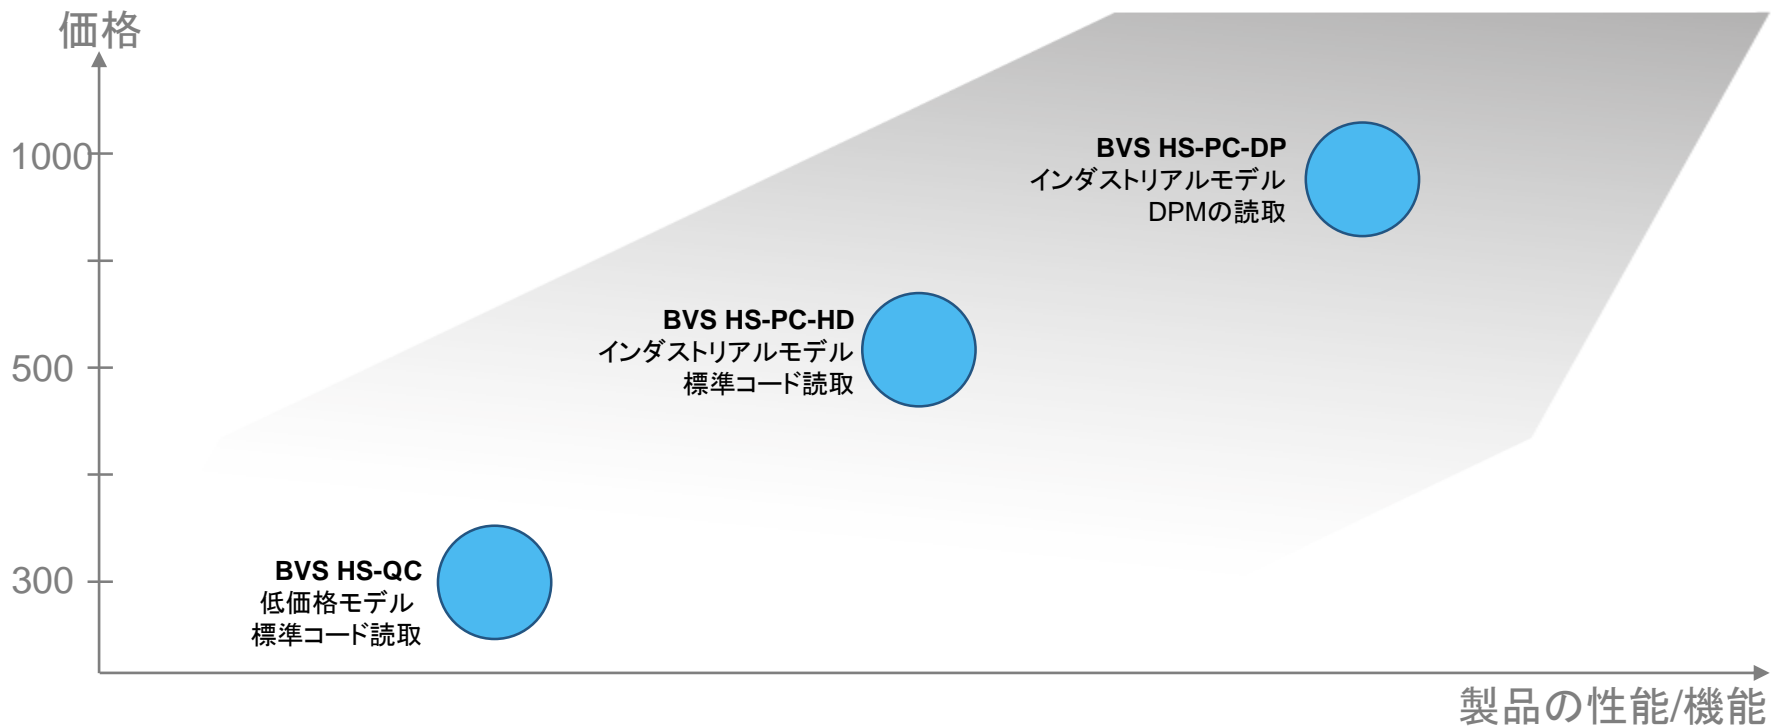 価格
1000
BVS HS-PC-DP
インダストリアルモデル
DPMの読取
BVS HS-PC-HD
インダストリアルモデル
標準コード読取
500
BVS HS-QC
低価格モデル
標準コード読取
300
製品の性能/機能